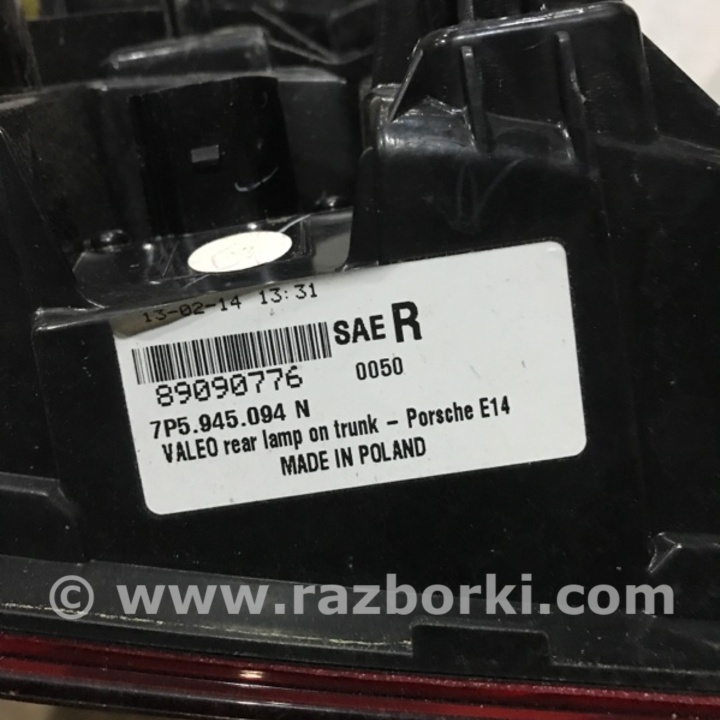 13-02-14 13:31
SAE R
89090776
0050
7P5.945.094 N
VALEO rear lamp on trunk - Porsche E14
MADE IN POLAND
© www.razborki.com